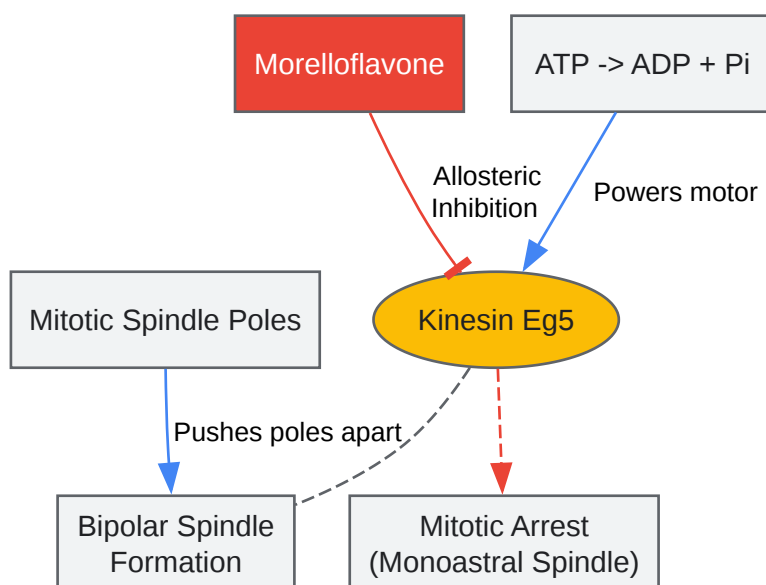 Morelloflavone
ATP -> ADP + Pi
Allosteric
Inhibition
Powers motor
Mitotic Spindle Poles
Kinesin Eg5
Pushes poles apart
Bipolar Spindle
Formation
Mitotic Arrest
(Monoastral Spindle)